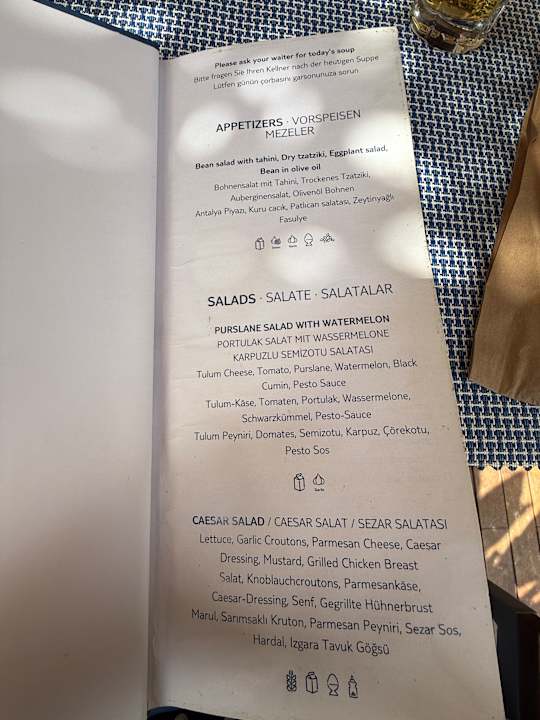 Please ask your waiter for today's soup
Bitte fragen Sie Ihren Kellner nach der heutigen Suppe
Lütfen günün çorbasını garsonunuza sorun
APPETIZERS · VORSPEISEN
MEZELER
Bean salad with tahini, Dry tzatziki, Eggplant salad,
Bean in olive oil
Bohnensalat mit Tahini, Trockenes Tzatziki,
Auberginensalat, Olivenöl Bohnen
Antalya Piyazı, Kuru cacık, Patlıcan salatası, Zeytinyağlı
Fasulye
SALADS · SALATE · SALATALAR
PURSLANE SALAD WITH WATERMELON
PORTULAK SALAT MIT WASSERMELONE
KARPUZLU SEMİZOTU SALATASI
Tulum Cheese, Tomato, Purslane, Watermelon, Black
Cumin, Pesto Sauce
Tulum-Käse, Tomaten, Portulak, Wassermelone,
Schwarzkümmel, Pesto-Sauce
Tulum Peyniri, Domates, Semizotu, Karpuz, Çörekotu,
Pesto Sos
CAESAR SALAD / CAESAR SALAT / SEZAR SALATASI
Lettuce, Garlic Croutons, Parmesan Cheese, Caesar
Dressing, Mustard, Grilled Chicken Breast
Salat, Knoblauchcroutons, Parmesankäse,
Caesar-Dressing, Senf, Gegrillte Hühnerbrust
Marul, Sarımsaklı Kruton, Parmesan Peyniri, Sezar Sos,
Hardal, Izgara Tavuk Göğsü